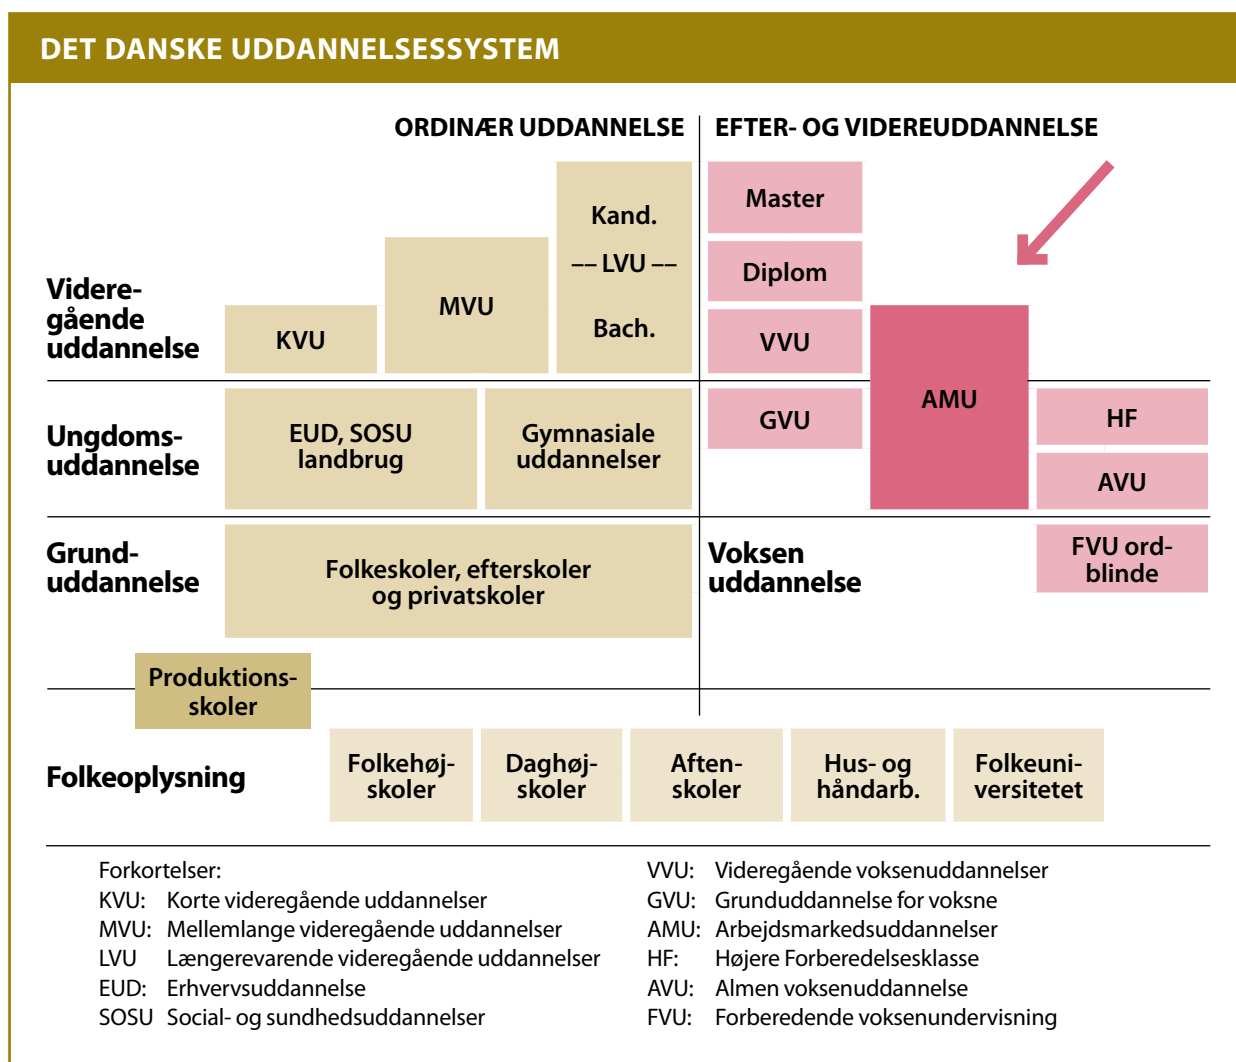 DET DANSKE UDDANNELSESSYSTEM
ORDINÆR UDDANNELSE
EFTER- OG VIDEREUDDANNELSE
Videre-
gående
uddannelse
KVU
MVU
Kand.
–– LVU ––
Bach.
Master
Diplom
VVU
AMU
Ungdoms-
uddannelse
EUD, SOSU
landbrug
Gymnasiale
uddannelser
GVU
HF
AVU
Grund-
uddannelse
Folkeskoler, efterskoler
og privatskoler
Voksen
uddannelse
FVU ord-
blinde
Produktions-
skoler
Folkeoplysning
Folkehøj-
skoler
Daghøj-
skoler
Aften-
skoler
Hus- og
håndarb.
Folkeuni-
versitetet
Forkortelser:
KVU: Korte videregående uddannelser
MVU: Mellemlange videregående uddannelser
LVU Længerevarende videregående uddannelser
EUD: Erhvervsuddannelse
SOSU Social- og sundhedsuddannelser
VVU: Videregående voksenuddannelser
GVU: Grunduddannelse for voksne
AMU: Arbejdsmarkedsuddannelser
HF: Højere Forberedelsesklasse
AVU: Almen voksenuddannelse
FVU: Forberedende voksenundervisning